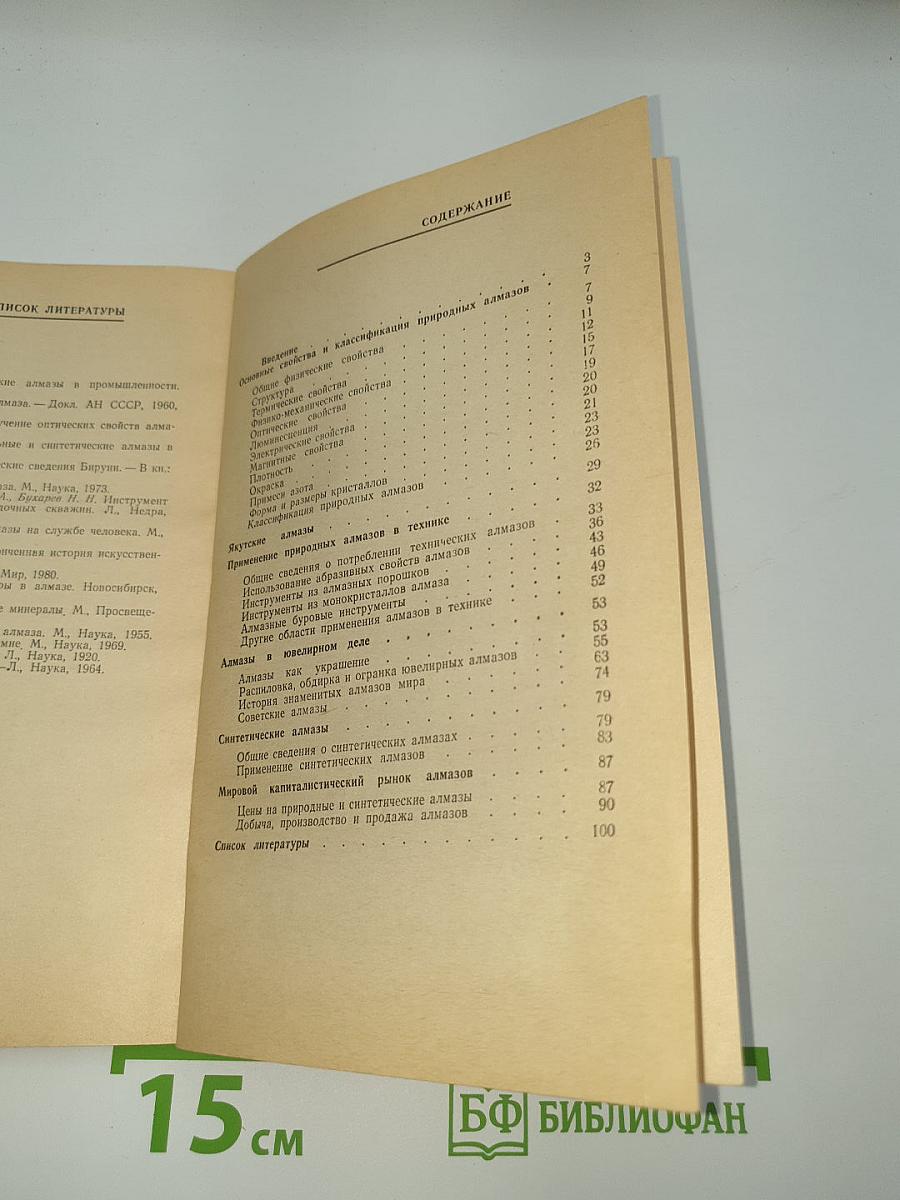 ПИСОК ЛИТЕРАТУРЫ
кие алмазы в промышленности.
лмаза. — Докл. АН СССР, 1960,
учение оптических свойств алма-
ьные и синтетические алмазы в
ские сведения Бируни. — В кн.:
аза. М., Наука, 1973.
А., Бухарев Н. Н. Инструмент
дочных скважин. Л., Недра,
азы на службе человека. М.,
онченная история искусствен-
Мир, 1980.
ры в алмазе. Новосибирск,
е минералы. М., Просвеще-
алмаза. М., Наука, 1955.
мне. М., Наука, 1969.
Л., Наука, 1920.
—Л., Наука, 1964.
СОДЕРЖАНИЕ
Введение . . . 3
Основные свойства и классификация природных алмазов . 7
Общие физические свойства . . . 7
Структура . . . 9
Термические свойства . . . 11
Физико-механические свойства . . . 12
Оптические свойства . . . 15
Люминесценция . . . 17
Электрические свойства . . . 19
Магнитные свойства . . . 20
Плотность . . . 20
Окраска . . . 21
Примеси азота . . . 23
Форма и размеры кристаллов . . . 23
Классификация природных алмазов . . . 26
Якутские алмазы . . . 29
Применение природных алмазов в технике . . . 32
Общие сведения о потреблении технических алмазов . 33
Использование абразивных свойств алмазов . . . 36
Инструменты из алмазных порошков . . . 43
Инструменты из монокристаллов алмаза . . . 46
Алмазные буровые инструменты . . . 49
Другие области применения алмазов в технике . . . 52
Алмазы в ювелирном деле . . . 53
Алмазы как украшение . . . 53
Распиловка, обдирка и огранка ювелирных алмазов . . 55
История знаменитых алмазов мира . . . 63
Советские алмазы . . . 74
Синтетические алмазы . . . 79
Общие сведения о синтетических алмазах . . . 79
Применение синтетических алмазов . . . 83
Мировой капиталистический рынок алмазов . . . 87
Цены на природные и синтетические алмазы . . . 87
Добыча, производство и продажа алмазов . . . 90
Список литературы . . . 100
15 см
БФ БИБЛИОФАН